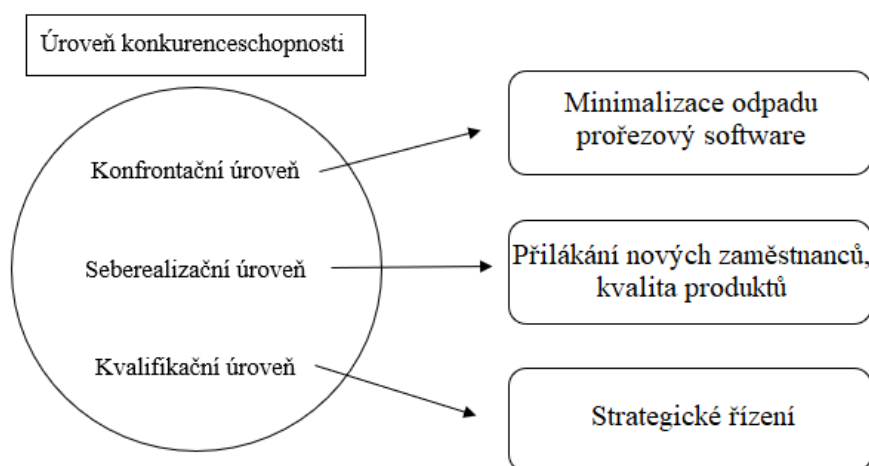 Úroveň konkurenceschopnosti
Konfrontační úroveň
Seberealizační úroveň
Kvalifikační úroveň
Minimalizace odpadu
prořezový software
Přilákání nových zaměstnanců,
kvalita produktů
Strategické řízení